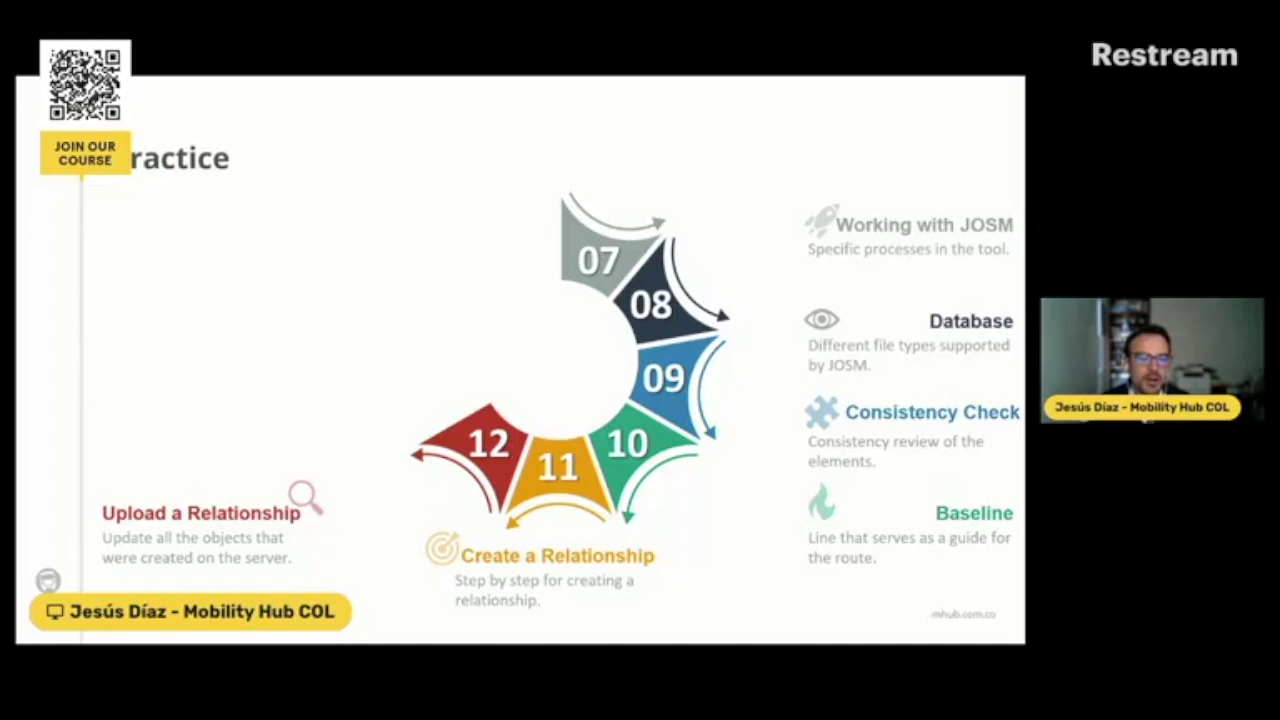 Restream
JOIN OUR
COURSE
ractice
07
08
09
10
11
12
Working with JOSM
Specific processes in the tool.
Database
Different file types supported
by JOSM.
Consistency Check
Consistency review of the
elements.
Baseline
Line that serves as a guide for
the route.
Create a Relationship
Step by step for creating a
relationship.
Upload a Relationship
Update all the objects that
were created on the server.
Jesús Díaz - Mobility Hub COL
mhub.com.co
Jesús Díaz - Mobility Hub COL